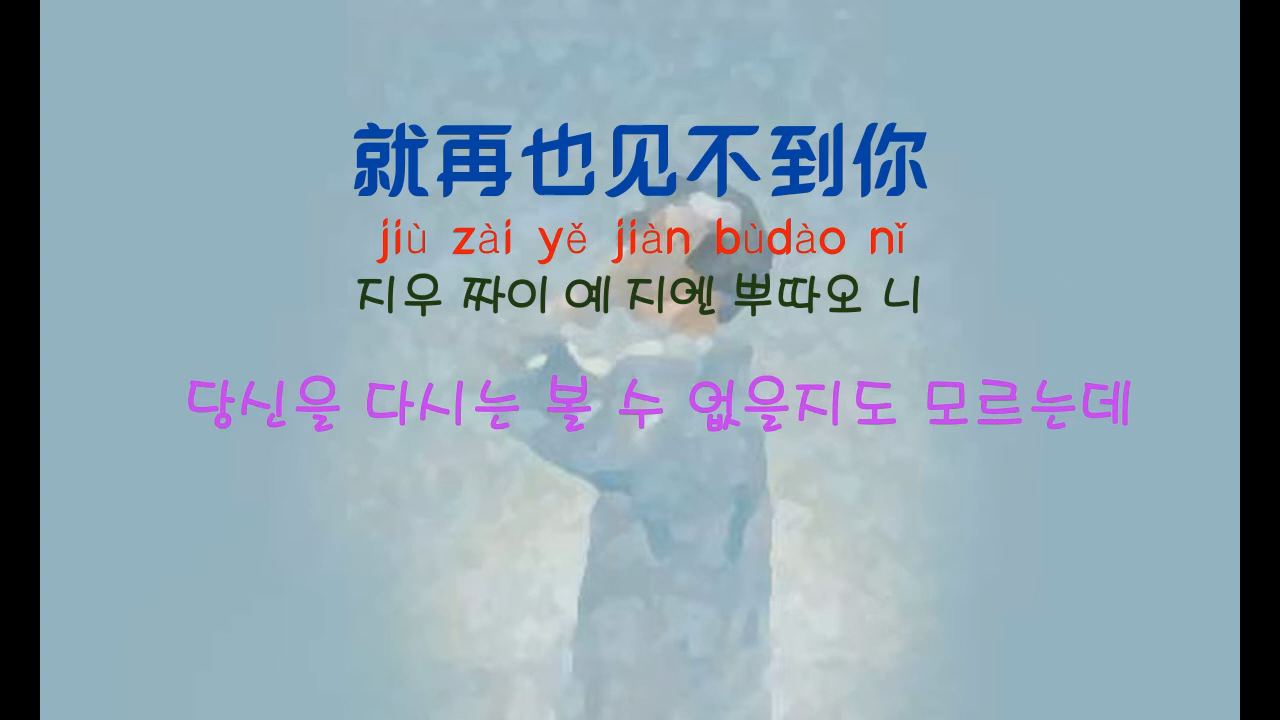 就再也见不到你
jiù zài yě jiàn bùdào nǐ
지우 짜이 예 지엔 뿌따오 니
당신을 다시는 볼 수 없을지도 모르는데